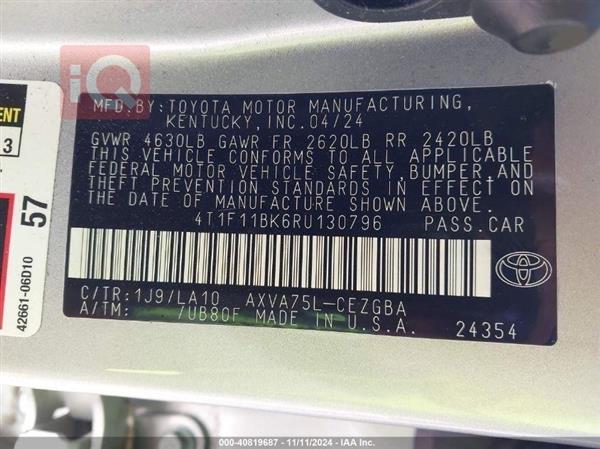 iQ
MFD.BY:TOYOTA MOTOR MANUFACTURING,
KENTUCKY,INC.04/24
GVWR 4630LB GAWR FR 2620LB RR 2420LB
THIS VEHICLE CONFORMS TO ALL APPLICABLE
FEDERAL MOTOR VEHICLE SAFETY,BUMPER,AND
THEFT PREVENTION STANDARDS IN EFFECT ON
THE DATE OF MANUFACTURE SHOWN ABOVE.
4T1F11BK6RU130796 PASS.CAR
C/TR:1J9/LA10 AXVA75L-CEZGBA
A/TM: /UB80F MADE IN U.S.A. 24354
ENT
3
57
42661-06D10
000-40819687 - 11/11/2024 - IAA Inc.